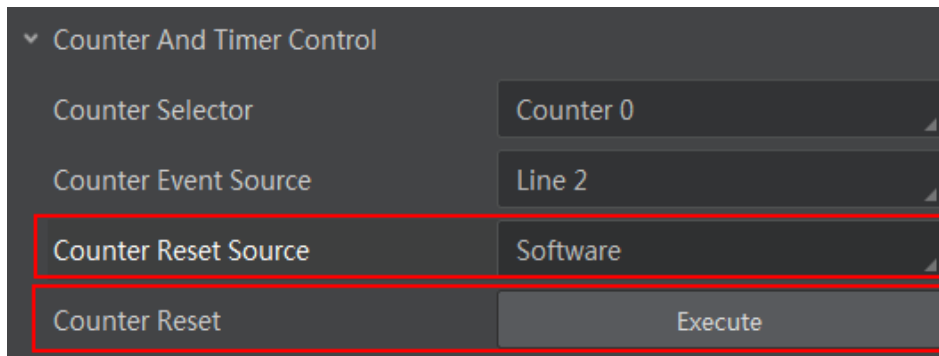 Counter And Timer Control
Counter Selector Counter 0
Counter Event Source Line 2
Counter Reset Source Software
Counter Reset Execute